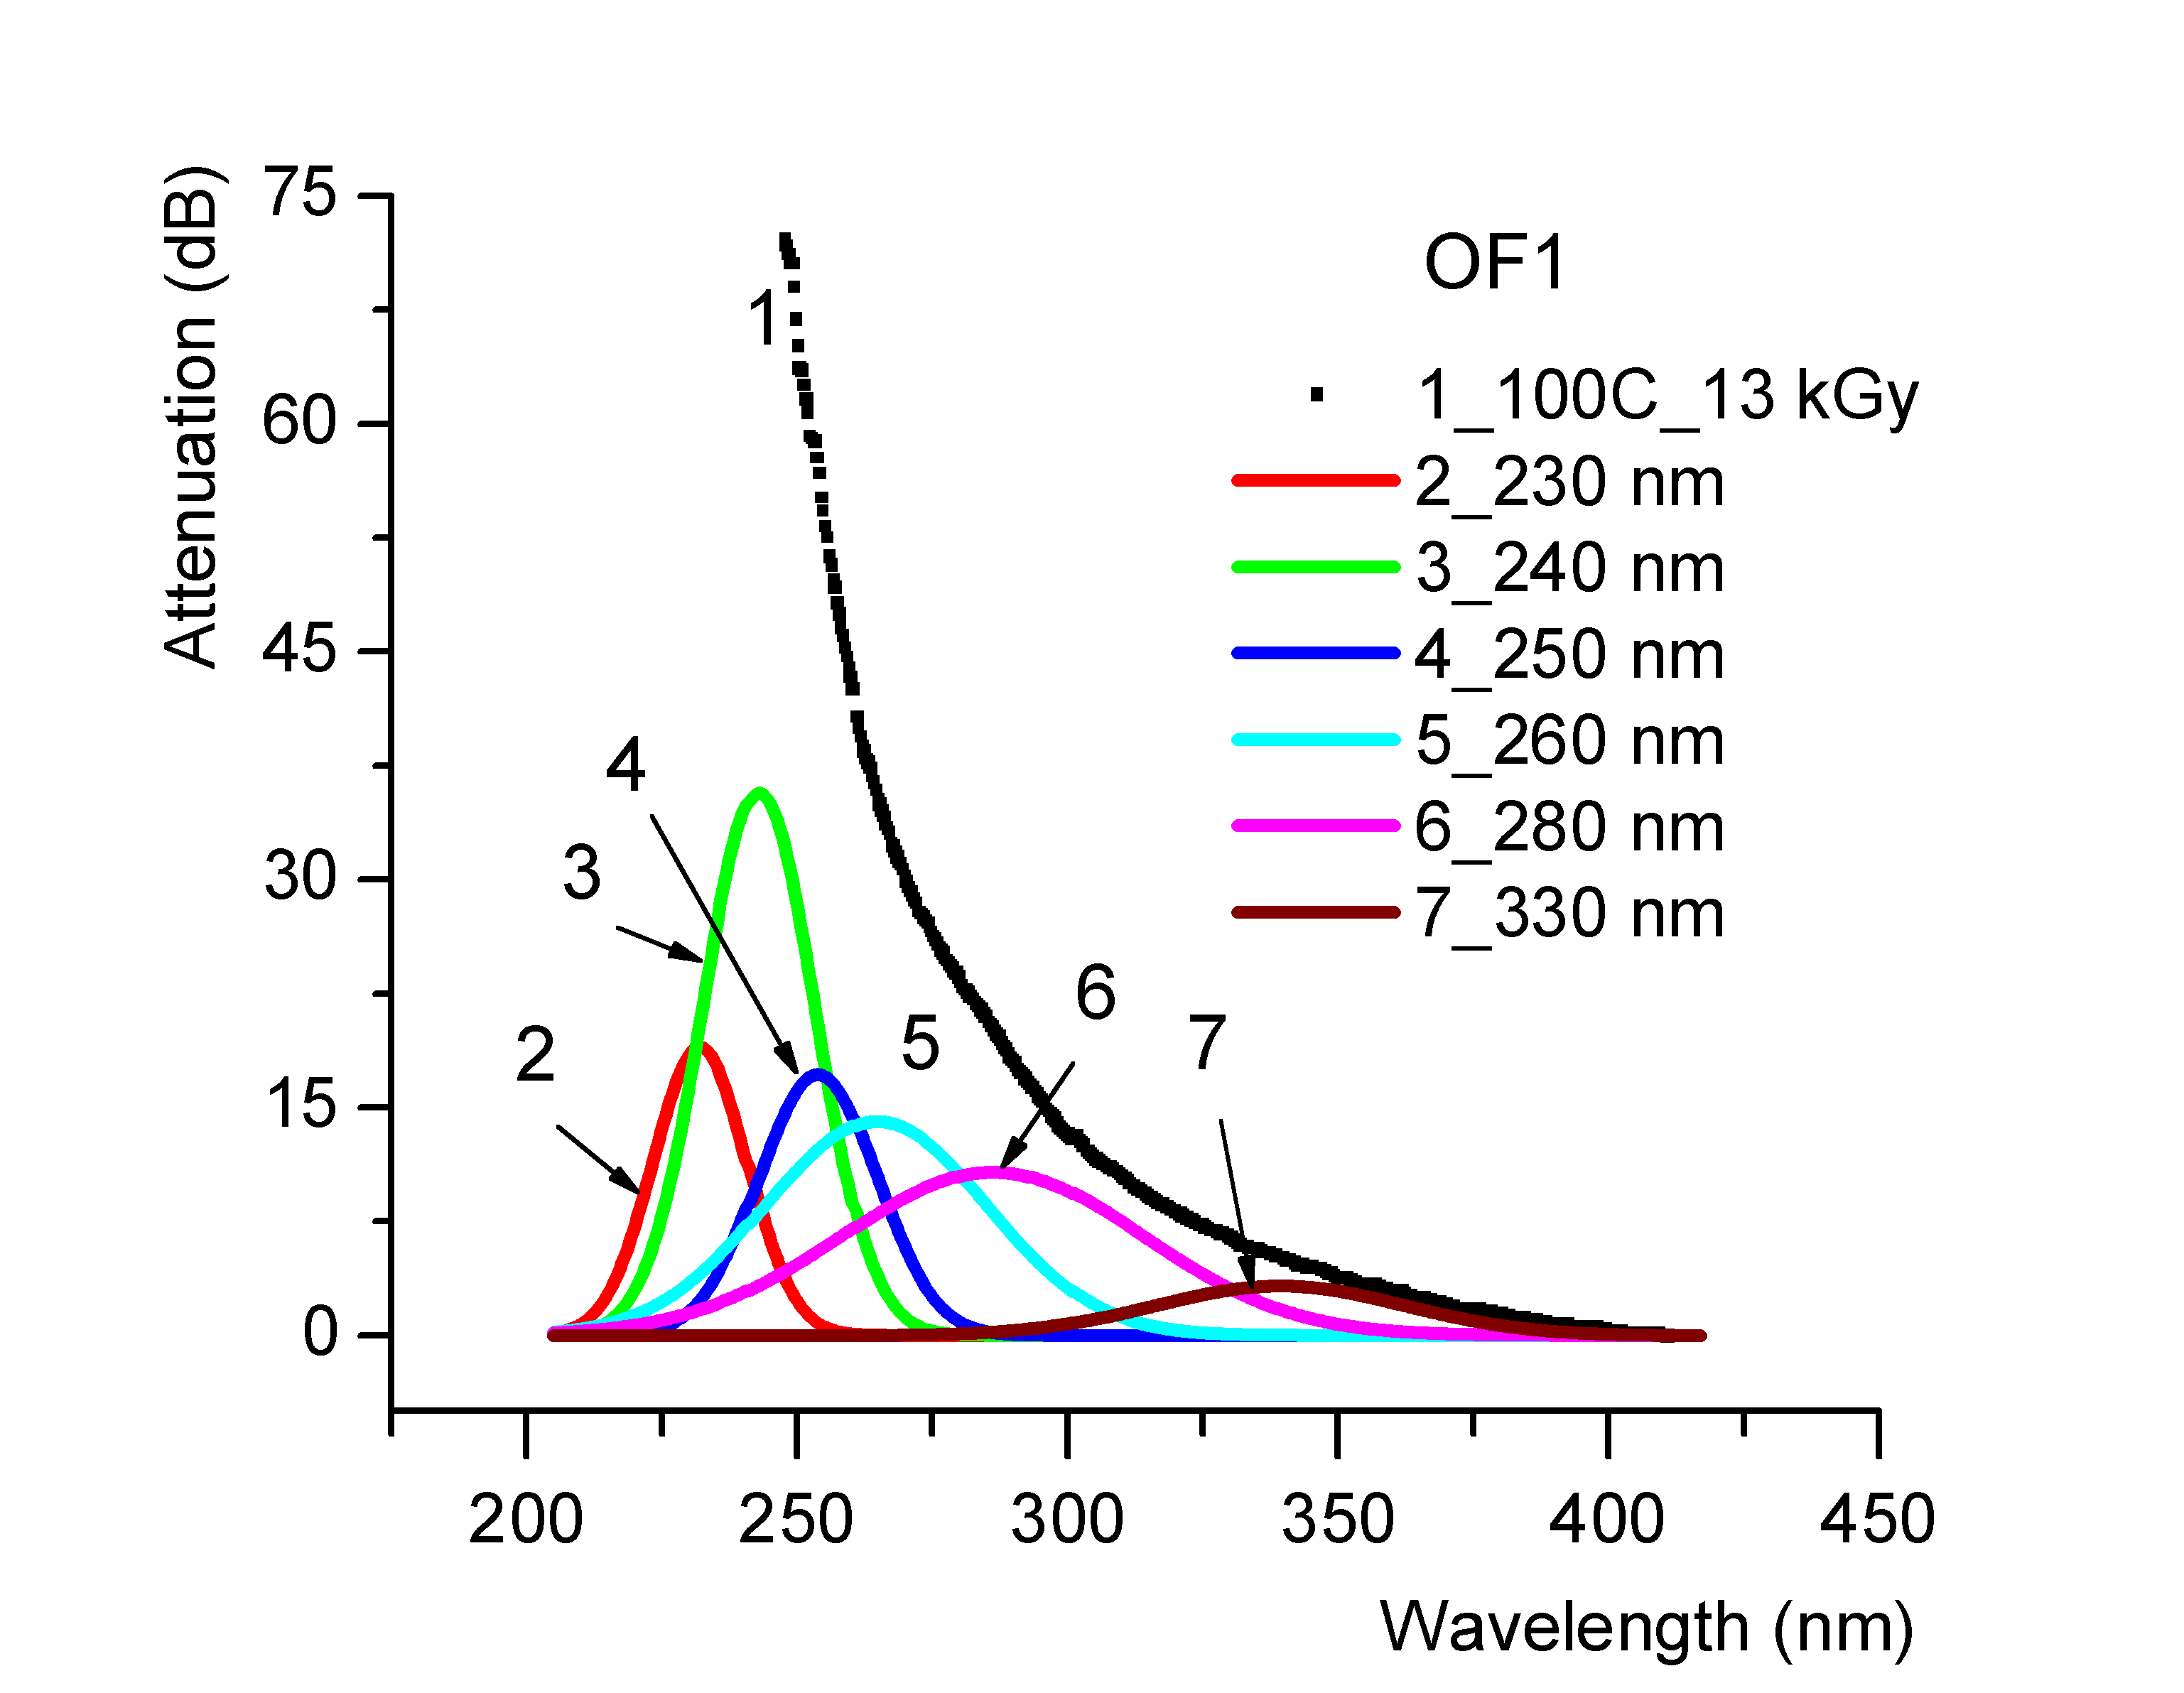 Attenuation (dB)
75
60
45
30
15
0
1
2
3
4
5
6
7
OF1
1_100C_13 kGy
2_230 nm
3_240 nm
4_250 nm
5_260 nm
6_280 nm
7_330 nm
200 250 300 350 400 450
Wavelength (nm)